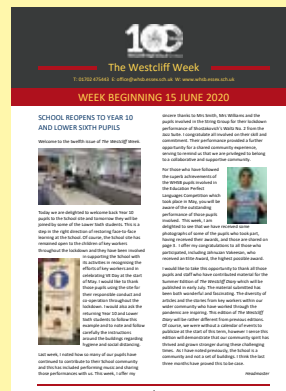 100
The Westcliff Week
T: 01702 475443 E: office@whsb.essex.sch.uk W: www.whsb.essex.sch.uk
WEEK BEGINNING 15 JUNE 2020
SCHOOL REOPENS TO YEAR 10
AND LOWER SIXTH PUPILS
Welcome to the twelfth issue of The Westcliff Week.
Today we are delighted to welcome back Year 10
pupils to the School site and tomorrow they will be
joined by some of the Lower Sixth students. This is a
step in the right direction of restoring face-to-face
learning at the School. Of course, the School site has
remained open to the children of key workers
throughout the lockdown and they have been involved
in supporting the School with
its activities in recognising the
efforts of key workers and in
celebrating VE Day at the start
of May. I would like to thank
those pupils using the site for
their responsible conduct and
co-operation throughout the
lockdown. I would also ask the
returning Year 10 and Lower
Sixth students to follow this
example and to note and follow
carefully the instructions
around the buildings regarding
hygiene and social distancing.
Last week, I noted how so many of our pupils have
continued to contribute to their School community
and this has included performing music and sharing
those performances with us. This week, I offer my
sincere thanks to Mrs Smith, Mrs Williams and the
pupils involved in the String Group for their lockdown
performance of Shostakovich's Waltz No. 2 from the
Jazz Suite. I congratulate all involved on their skill and
commitment. Their performance provided a further
opportunity for a shared community experience,
serving to remind us that we are privileged to belong
to a collaborative and supportive community.
For those who have followed
the superb achievements of
the WHSB pupils involved in
the Education Perfect
Languages Competition which
took place in May, you will be
aware of the outstanding
performance of those pupils
involved. This week, I am
delighted to see that we have received some
photographs of some of the pupils who took part,
having received their awards, and those are shared on
page 3. I offer my congratulations to all those who
participated, including Jahnuan Vakeesan, who
received an Elite Award, the highest possible award.
I would like to take this opportunity to thank all those
pupils and staff who have contributed material for the
Summer Edition of The Westcliff Diary which will be
published in early July. The material submitted has
been both wonderful and fascinating. The diversity of
articles and the stories from key workers within our
wider community who have worked through the
pandemic are inspiring. This edition of The Westcliff
Diary will be rather different from previous editions.
Of course, we were without a calendar of events to
publicise at the start of this term, however I know this
edition will demonstrate that our community spirit has
thrived and grown stronger during these challenging
times. As I have noted previously, the School is a
community and not a set of buildings. I think the last
three months have proved this to be case.
Headmaster